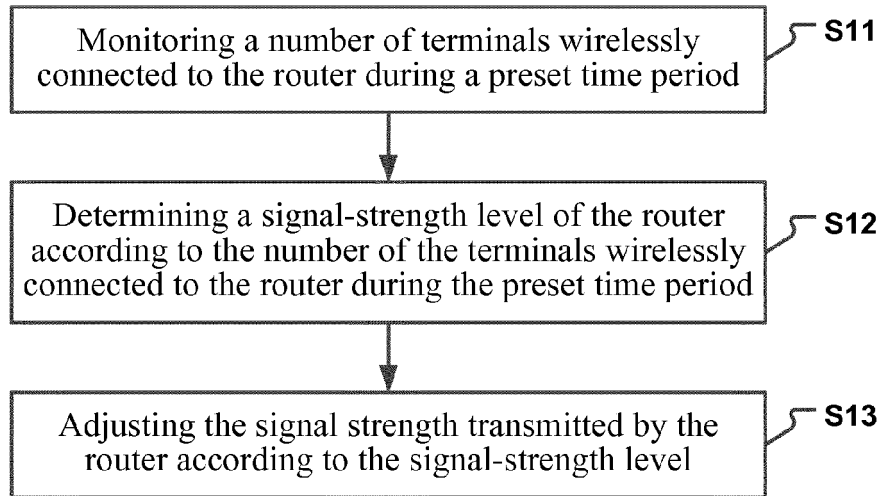 Monitoring a number of terminals wirelessly
connected to the router during a preset time period
S11
Determining a signal-strength level of the router
according to the number of the terminals wirelessly
connected to the router during the preset time period
S12
Adjusting the signal strength transmitted by the
router according to the signal-strength level
S13